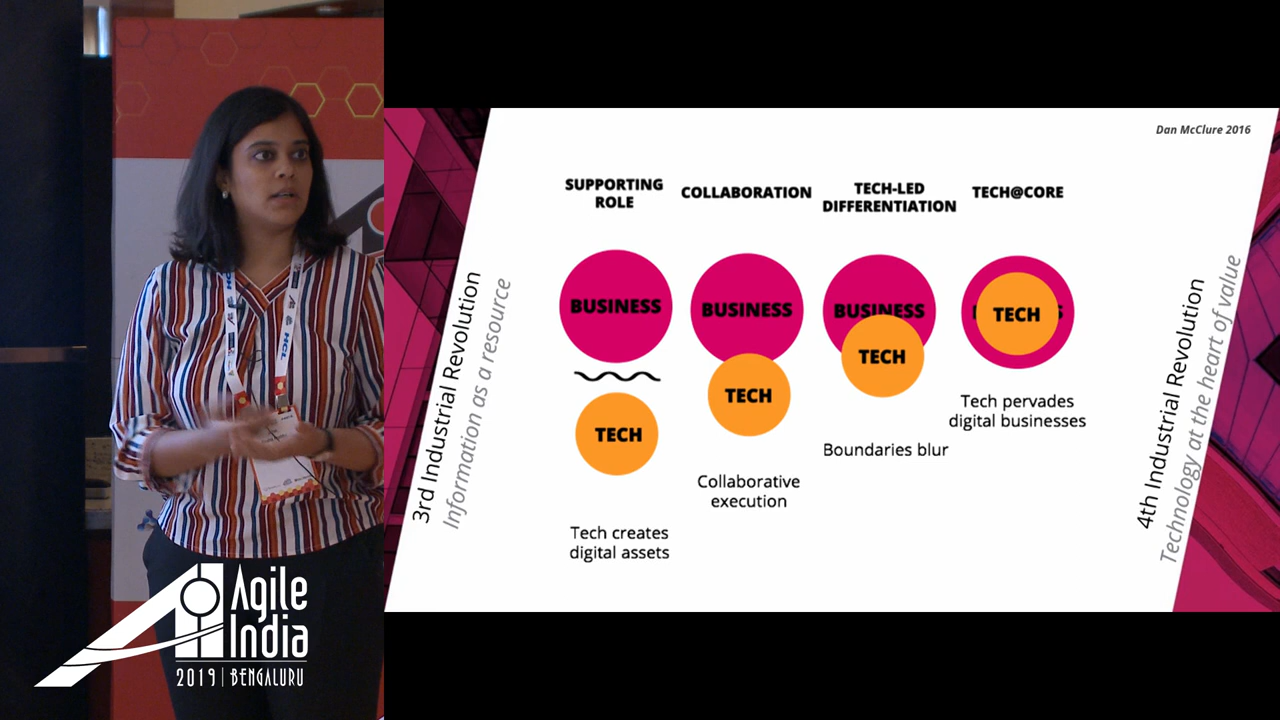 Dan McClure 2016
SUPPORTING
ROLE
COLLABORATION
TECH-LED
DIFFERENTIATION
TECH@CORE
BUSINESS
TECH
Tech creates
digital assets
BUSINESS
TECH
Collaborative
execution
BUSINESS
TECH
Boundaries blur
TECH
Tech pervades
digital businesses
3rd Industrial Revolution
Information as a resource
4th Industrial Revolution
Technology at the heart of value
HCL
HCL
Agile
India
2019 | BENGALURU